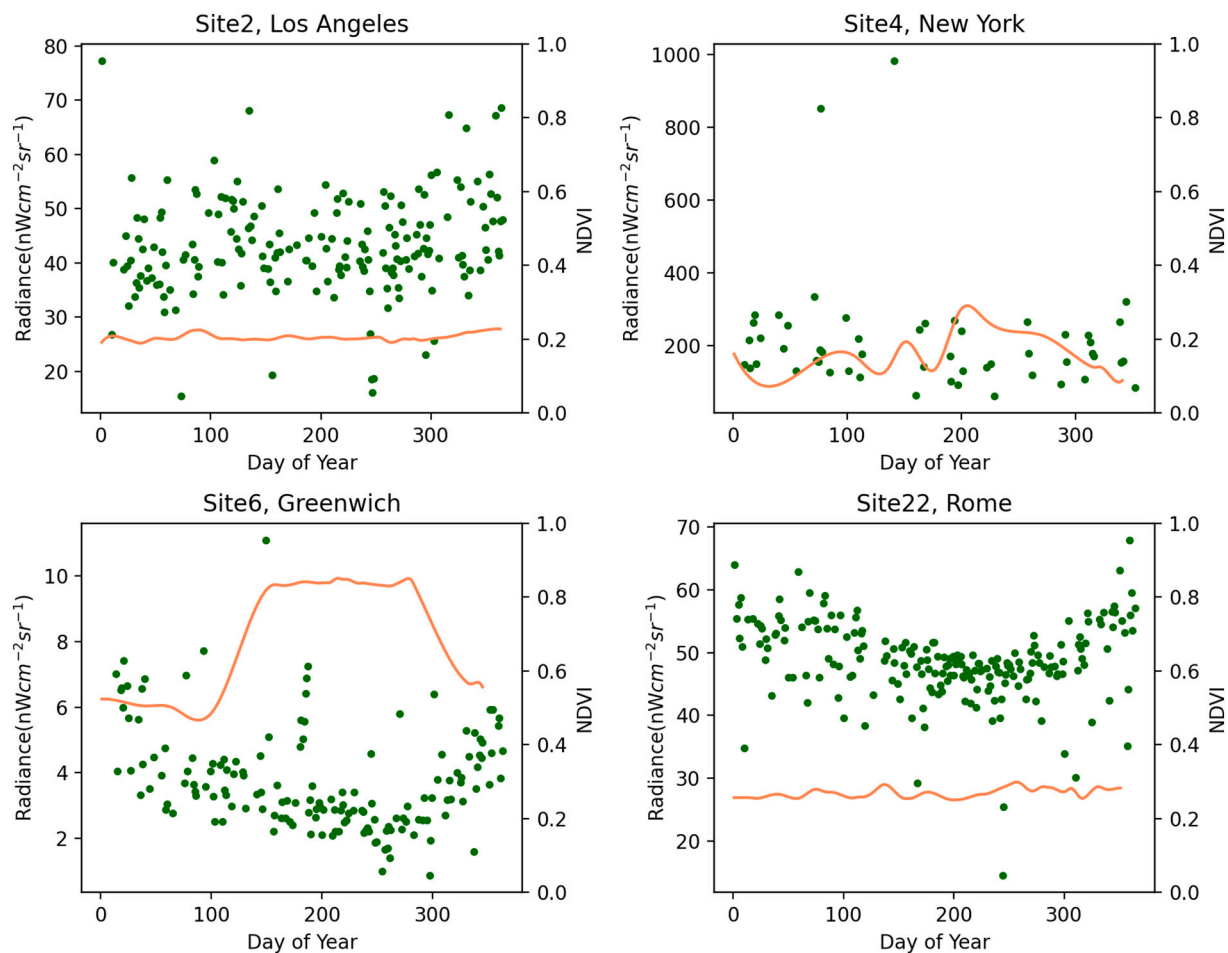 Site2, Los Angeles
80
70
60
50
40
30
20
Radiance(nWcm⁻²sr⁻¹)
1.0
0.8
0.6
0.4
0.2
0.0
NDVI
0 100 200 300
Day of Year
Site4, New York
1000
800
600
400
200
Radiance(nWcm⁻²sr⁻¹)
1.0
0.8
0.6
0.4
0.2
0.0
NDVI
0 100 200 300
Day of Year
Site6, Greenwich
10
8
6
4
2
Radiance(nWcm⁻²sr⁻¹)
1.0
0.8
0.6
0.4
0.2
0.0
NDVI
0 100 200 300
Day of Year
Site22, Rome
70
60
50
40
30
20
Radiance(nWcm⁻²sr⁻¹)
1.0
0.8
0.6
0.4
0.2
0.0
NDVI
0 100 200 300
Day of Year